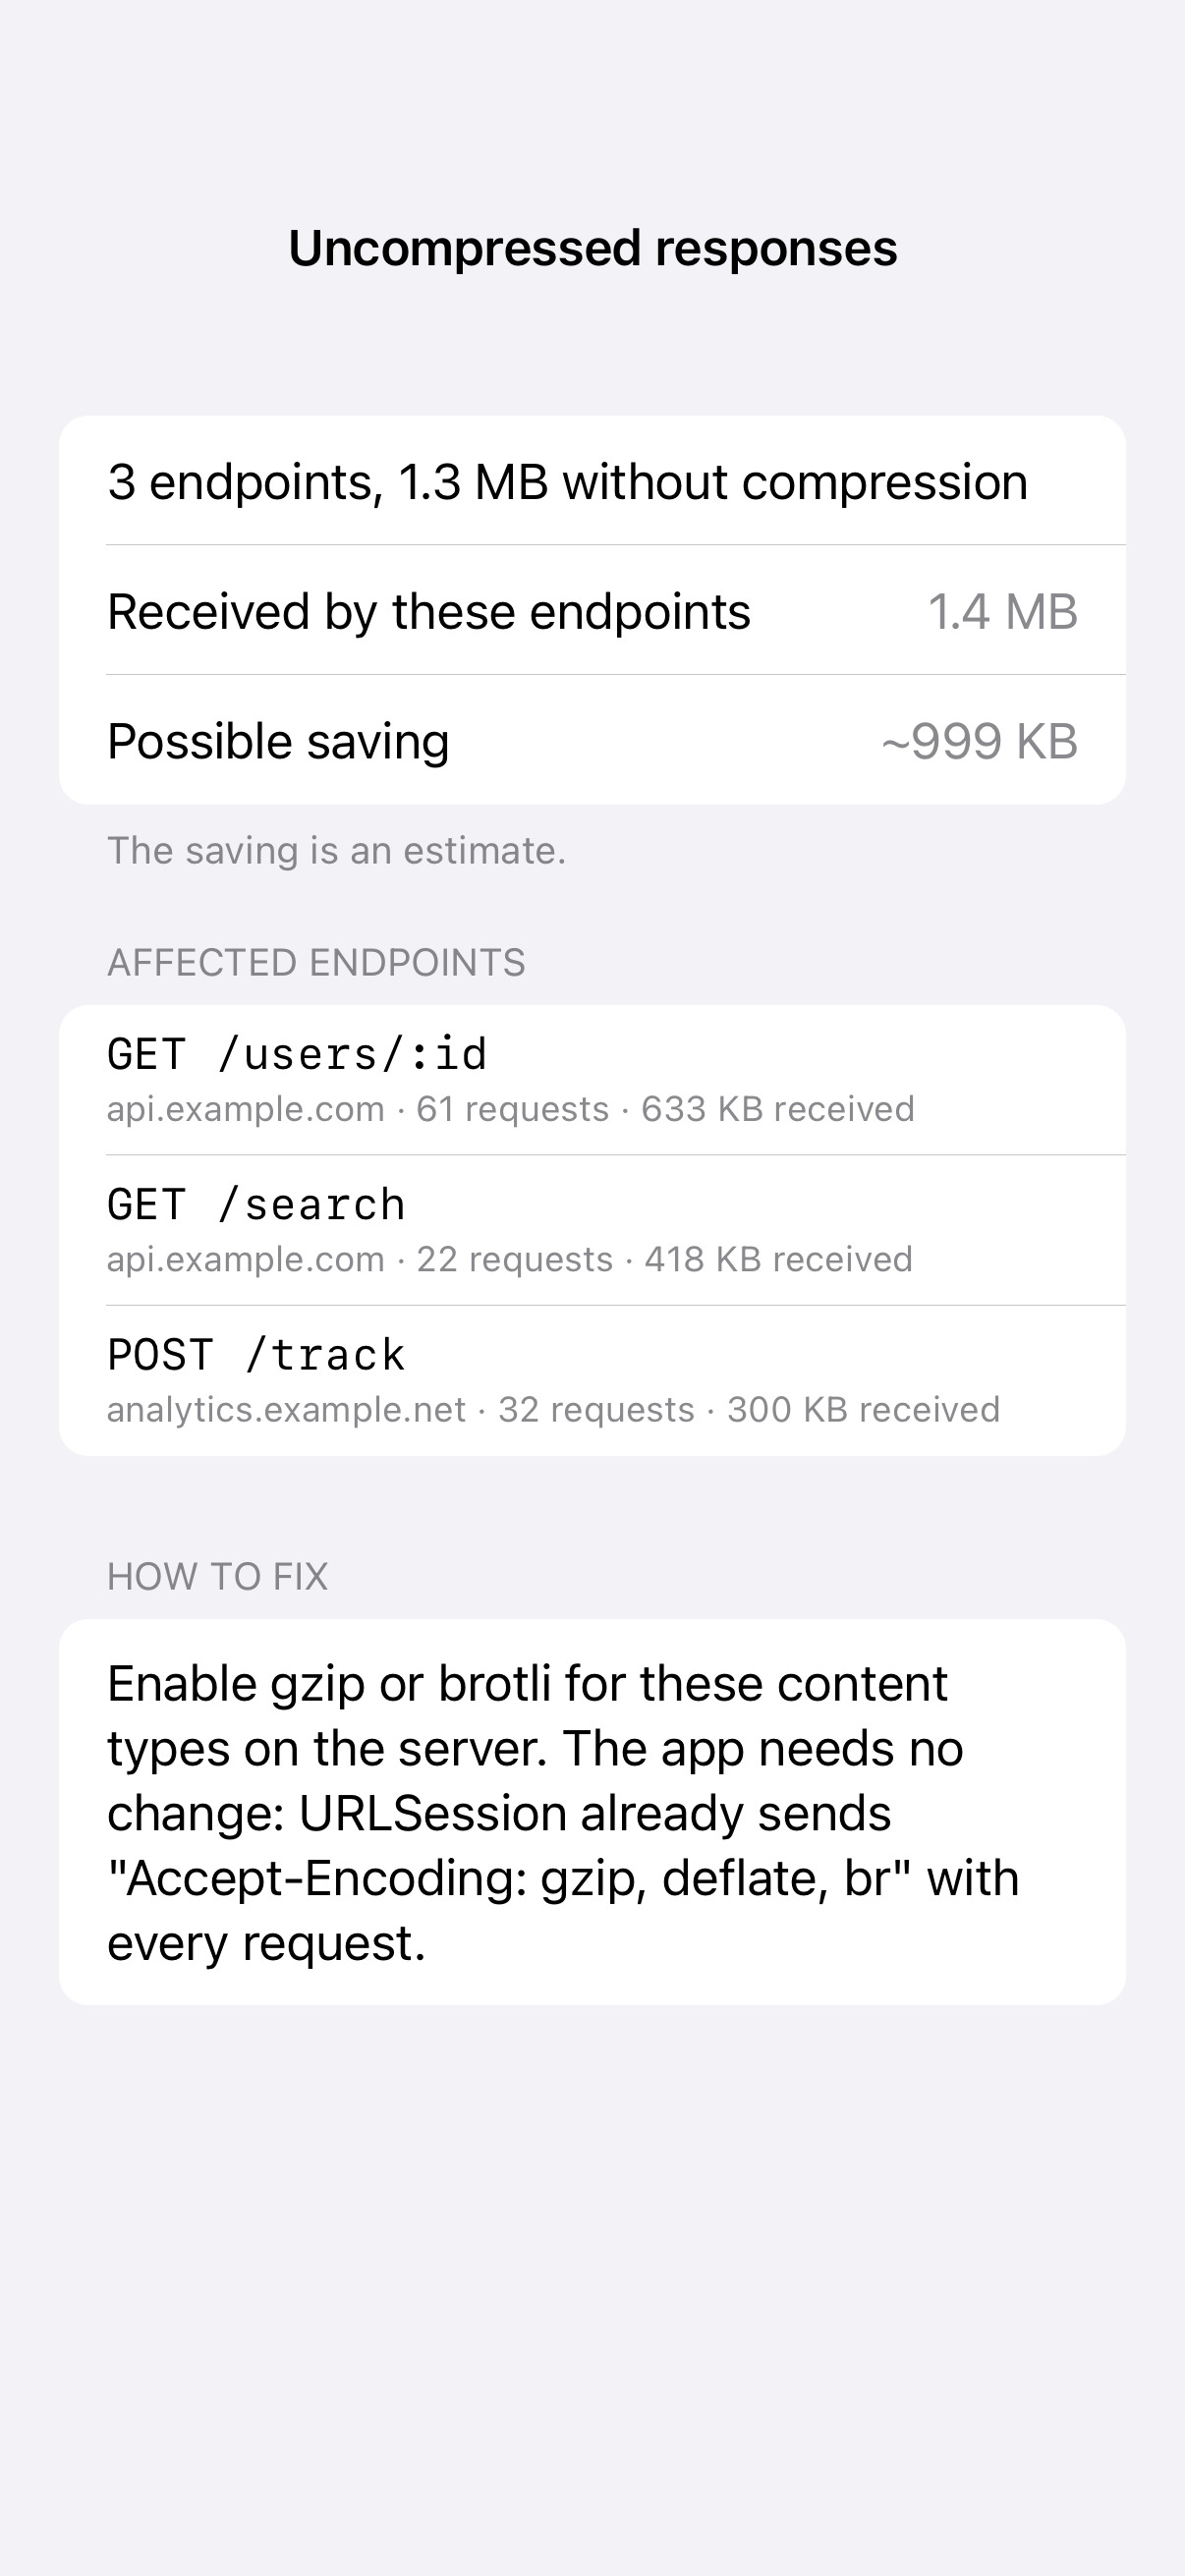 Uncompressed responses
3 endpoints, 1.3 MB without compression
Received by these endpoints 1.4 MB
Possible saving ~999 KB
The saving is an estimate.
AFFECTED ENDPOINTS
GET /users/:id
api.example.com · 61 requests · 633 KB received
GET /search
api.example.com · 22 requests · 418 KB received
POST /track
analytics.example.net · 32 requests · 300 KB received
HOW TO FIX
Enable gzip or brotli for these content
types on the server. The app needs no
change: URLSession already sends
"Accept-Encoding: gzip, deflate, br" with
every request.